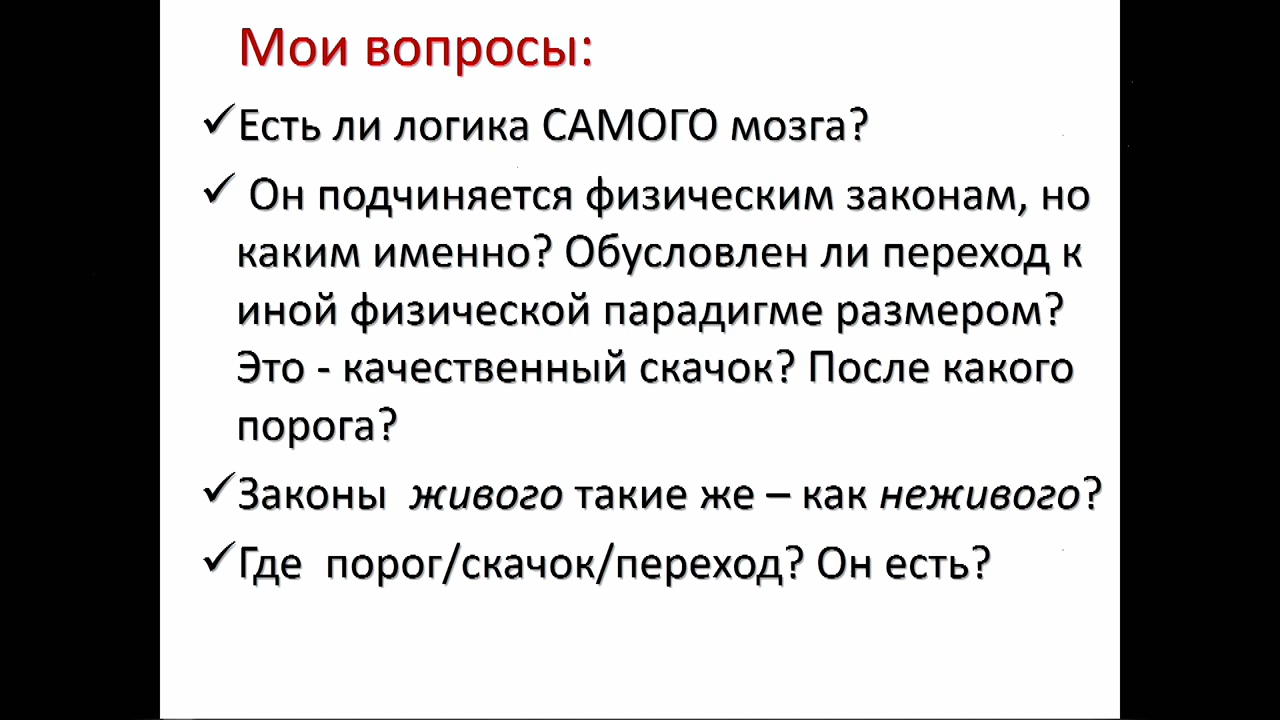 Мои вопросы:
✓Есть ли логика САМОГО мозга?
✓ Он подчиняется физическим законам, но
каким именно? Обусловлен ли переход к
иной физической парадигме размером?
Это - качественный скачок? После какого
порога?
✓Законы живого такие же – как неживого?
✓Где порог/скачок/переход? Он есть?